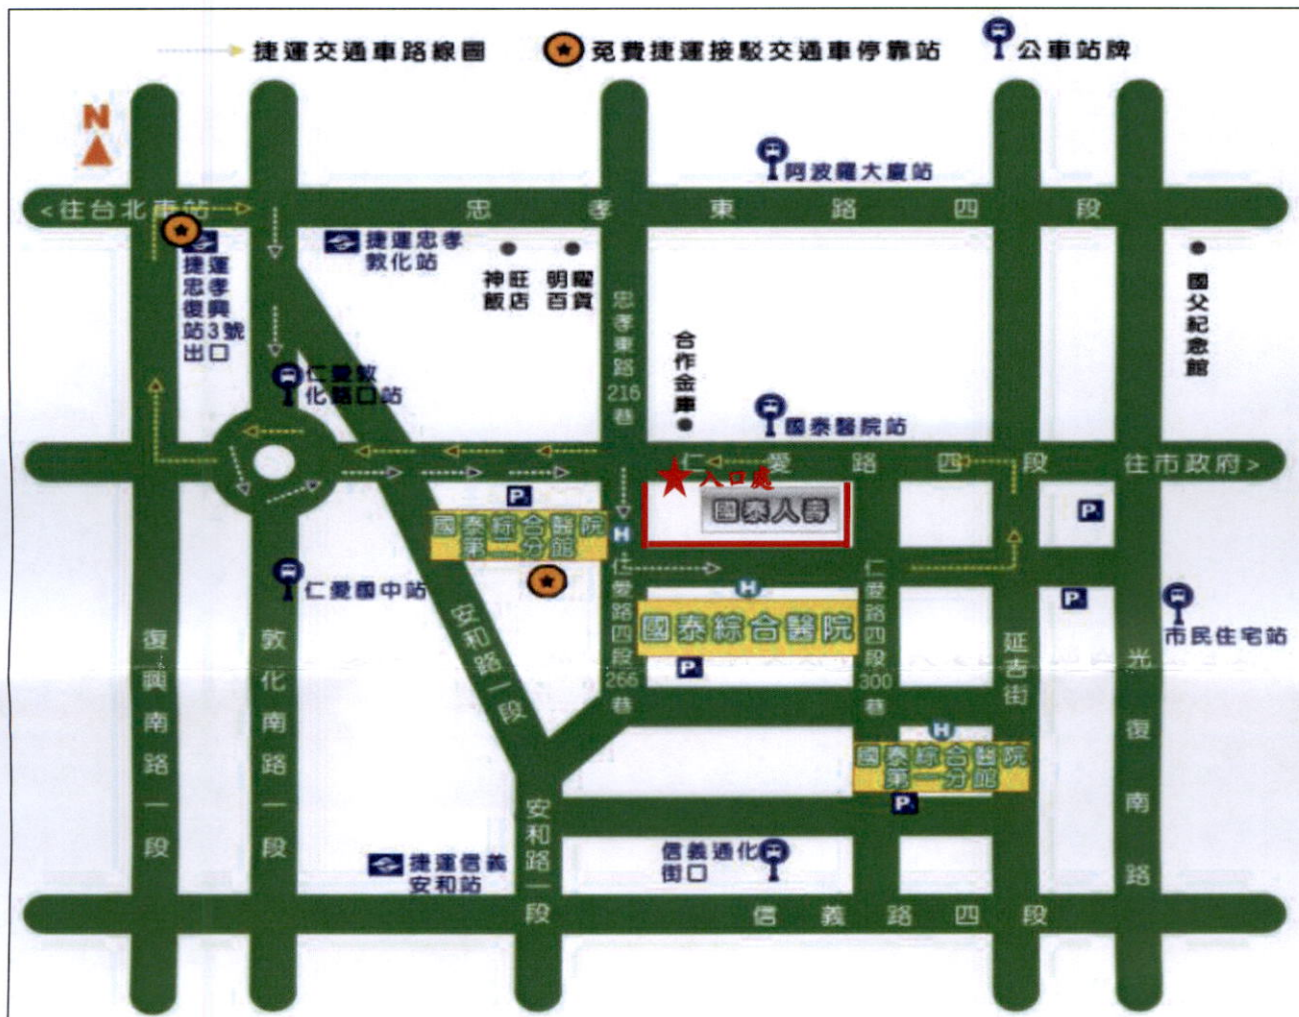 捷運交通車路線圖
免費捷運接駁交通車停靠站
公車站牌
N
阿波羅大廈站
<往台北車站
忠孝東路四段
捷運
忠孝
復興
站3號
出口
捷運忠孝
敦化站
神旺
飯店
明曜
百貨
忠孝東路216巷
合作金庫
國父紀念館
仁愛敦
化路口站
國泰醫院站
仁愛路四段
往市政府>
入口處
國泰人壽
P
國泰綜合醫院
第二分館
H
P
仁愛國中站
仁愛路四段266巷
H
國泰綜合醫院
P
仁愛路四段300巷
P
市民住宅站
復興南路一段
敦化南路一段
安和路一段
延吉街
光復南路
H
國泰綜合醫院
第一分館
P
安和路一段
捷運信義
安和站
信義通化
街口
信義路四段